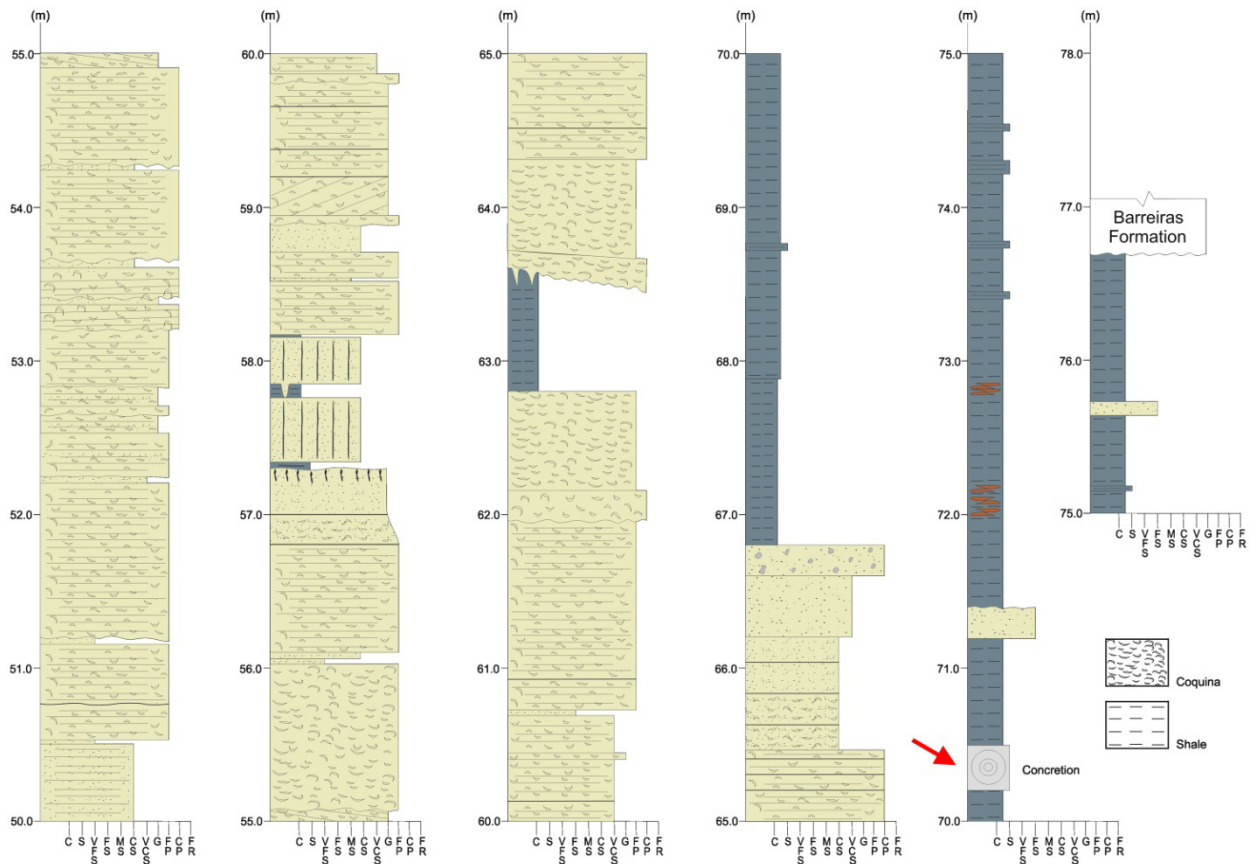 (m)
55.0
54.0
53.0
52.0
51.0
50.0
C S VFS FS MS CS VCS G FP CP FR
(m)
60.0
59.0
58.0
57.0
56.0
55.0
C S VFS FS MS CS VCS G FP CP FR
(m)
65.0
64.0
63.0
62.0
61.0
60.0
C S VFS FS MS CS VCS G FP CP FR
(m)
70.0
69.0
68.0
67.0
66.0
65.0
C S VFS FS MS CS VCS G FP CP FR
(m)
75.0
74.0
73.0
72.0
71.0
70.0
Concretion
C S VFS FS MS CS VCS G FP CP FR
(m)
78.0
77.0
Barreiras
Formation
76.0
75.0
C S VFS FS MS CS VCS G FP CP FR
Coquina
Shale